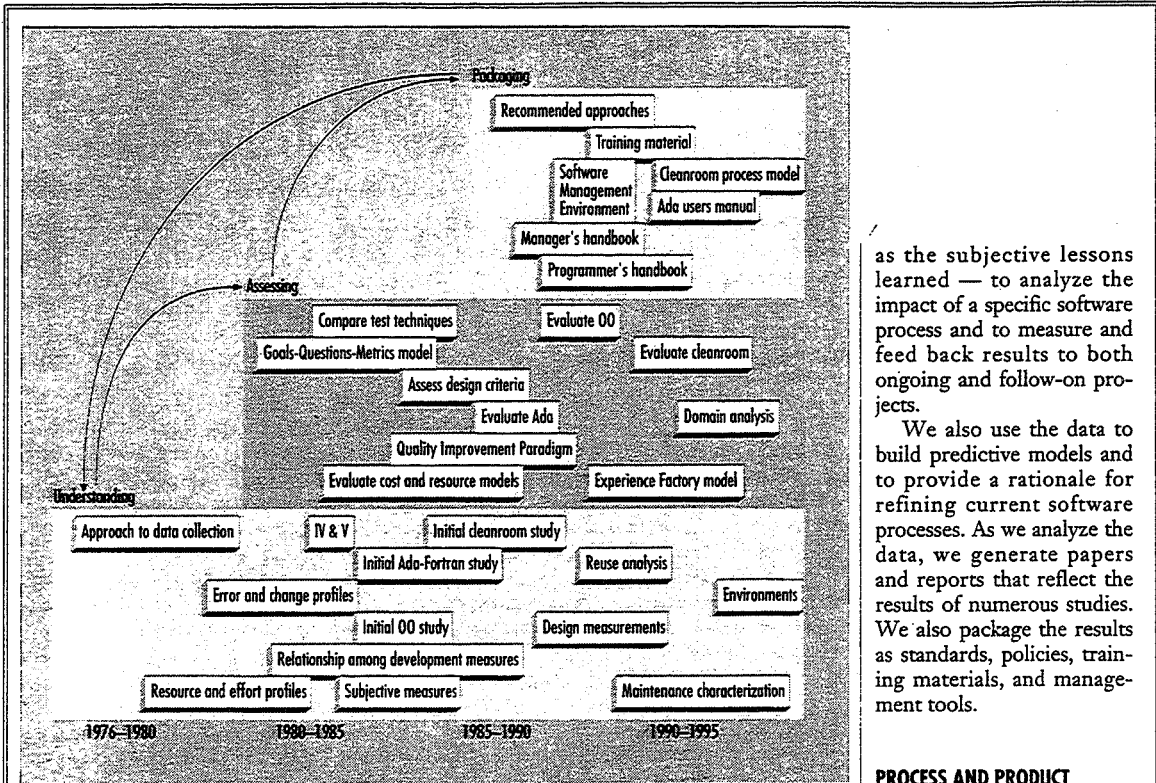 Packaging
Recommended approaches
Training material
Software
Management
Environment
Cleanroom process model
Ada users manual
Manager's handbook
Programmer's handbook
Assessing
Compare test techniques
Evaluate OO
Goals-Questions-Metrics model
Evaluate cleanroom
Assess design criteria
Evaluate Ada
Domain analysis
Quality Improvement Paradigm
Evaluate cost and resource models
Experience Factory model
Understanding
Approach to data collection
IV & V
Initial cleanroom study
Initial Ada-Fortran study
Reuse analysis
Error and change profiles
Environments
Initial OO study
Design measurements
Relationship among development measures
Resource and effort profiles
Subjective measures
Maintenance characterization
1976–1980
1980–1985
1985–1990
1990–1995
as the subjective lessons
learned — to analyze the
impact of a specific software
process and to measure and
feed back results to both
ongoing and follow-on pro-
jects.
We also use the data to
build predictive models and
to provide a rationale for
refining current software
processes. As we analyze the
data, we generate papers
and reports that reflect the
results of numerous studies.
We also package the results
as standards, policies, train-
ing materials, and manage-
ment tools.
PROCESS AND PRODUCT